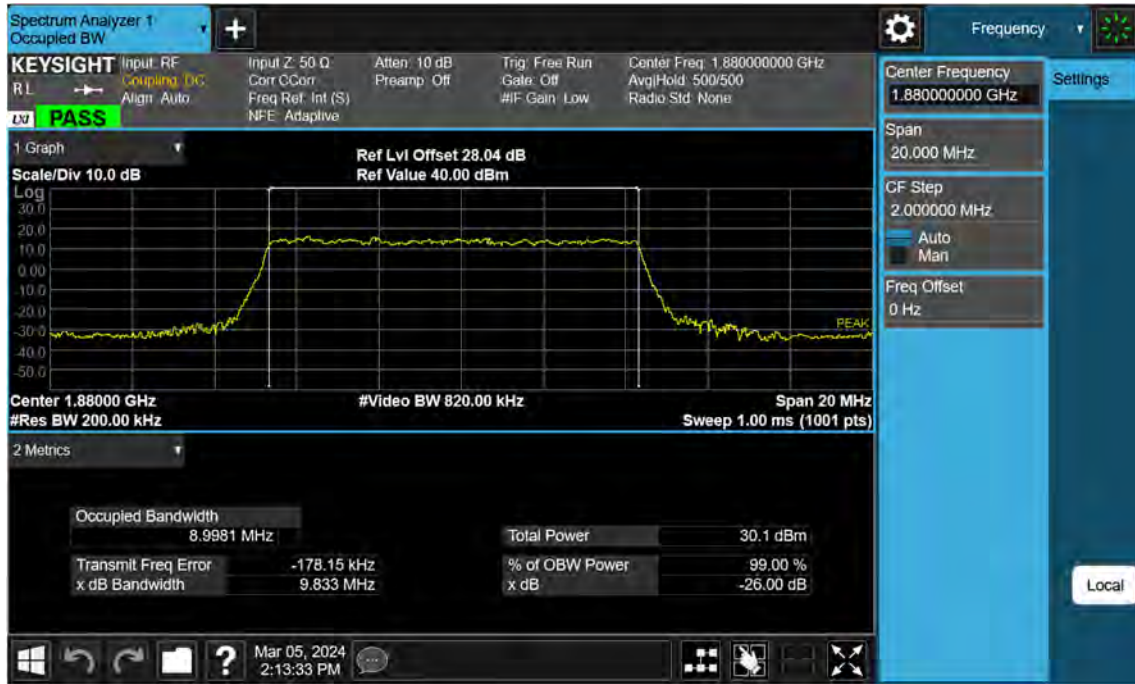 Spectrum Analyzer 1
Occupied BW
+
Frequency
KEYSIGHT
RL
LXI PASS
Input: RF
Coupling: DC
Align: Auto
Input Z: 50 Ω
Corr CCorr
Freq Ref: Int (S)
NFE: Adaptive
Atten: 10 dB
Preamp: Off
Trig: Free Run
Gate: Off
#IF Gain: Low
Center Freq: 1.880000000 GHz
Avg|Hold: 500/500
Radio Std: None
Center Frequency
1.880000000 GHz
Settings
Span
20.000 MHz
CF Step
2.000000 MHz
Auto
Man
Freq Offset
0 Hz
1 Graph
Scale/Div 10.0 dB
Ref Lvl Offset 28.04 dB
Ref Value 40.00 dBm
Log
30.0
20.0
10.0
0.00
-10.0
-20.0
-30.0
-40.0
-50.0
PEAK
Center 1.88000 GHz
#Video BW 820.00 kHz
Span 20 MHz
#Res BW 200.00 kHz
Sweep 1.00 ms (1001 pts)
2 Metrics
Occupied Bandwidth
8.9981 MHz
Total Power 30.1 dBm
Transmit Freq Error -178.15 kHz
% of OBW Power 99.00 %
x dB Bandwidth 9.833 MHz
x dB -26.00 dB
Local
?
Mar 05, 2024
2:13:33 PM